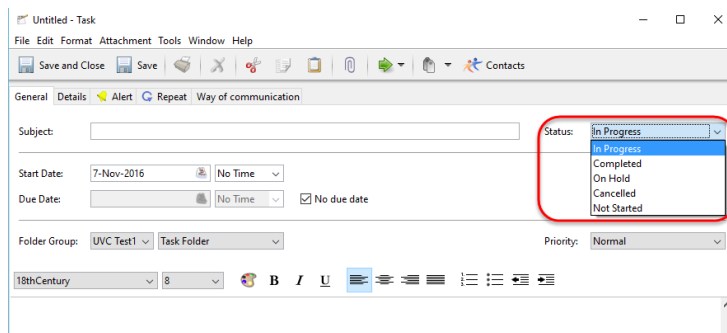 Untitled - Task
File Edit Format Attachment Tools Window Help
Save and Close Save Contacts
General Details Alert Repeat Way of communication
Subject: Status: In Progress
In Progress
Completed
On Hold
Cancelled
Not Started
Start Date: 7-Nov-2016 No Time
Due Date: No Time No due date
Folder Group: UVC Test1 Task Folder Priority: Normal
18thCentury 8 B I U